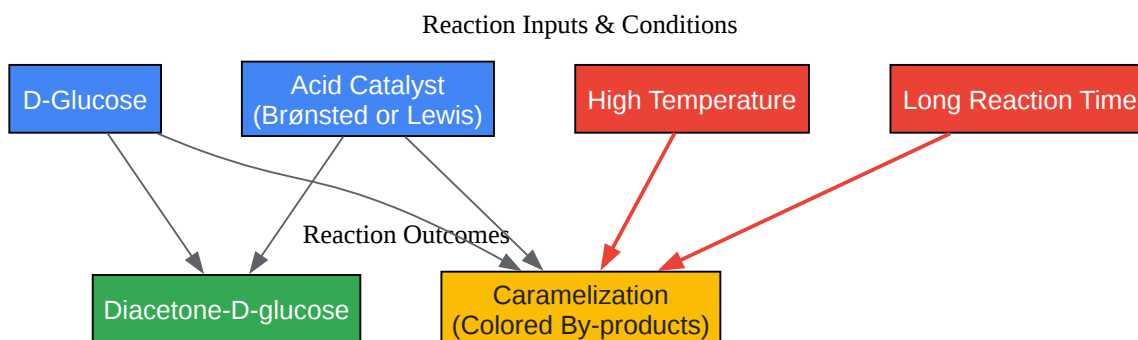 Reaction Inputs & Conditions
D-Glucose
Acid Catalyst
(Brønsted or Lewis)
High Temperature
Long Reaction Time
Reaction Outcomes
Diacetone-D-glucose
Caramelization
(Colored By-products)